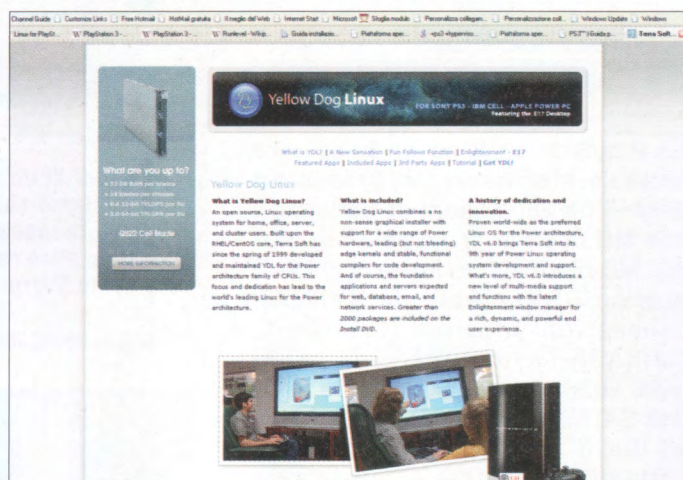 Channel Guide Customize Links Free Hotmail HotMail gratuita Il meglio del Web Internet Start Microsoft Sfoglia modulo Personalizza collegam... Personalizzazione coll... Windows Update Windows
Linux for PlaySt... PlayStation 3 - ... PlayStation 3 - ... Runlevel - Wikip... Guida installazio... Piattaforma aper... Piattaforma aper... Terra Soft...
Yellow Dog Linux
FOR SONY PS3 - IBM CELL - APPLE POWER PC
Featuring the E17 Desktop
What is YDL? | A New Sensation | Fun Follows Function | Enlightenment - E17
Featured Apps | Included Apps | 3rd Party Apps | Tutorial | Get YDL!
What are you up to?
QS22 Cell Blade
MORE INFORMATION
Yellow Dog Linux
What is Yellow Dog Linux?
An open source, Linux operating
system for home, office, server,
and cluster users. Built upon the
RHEL/CentOS core, Terra Soft has
since the spring of 1999 developed
and maintained YDL for the Power
architecture family of CPUs. This
focus and dedication has lead to the
world's leading Linux for the Power
architecture.
What is included?
Yellow Dog Linux combines a no
non-sense graphical installer with
support for a wide range of Power
hardware, leading (but not bleeding)
edge kernels and stable, functional
compilers for code development.
And of course, the foundation
applications and servers expected
for web, database, email, and
network services. Greater than
2000 packages are included on the
Install DVD.
A history of dedication and
innovation.
Proven world-wide as the preferred
Linux OS for the Power architecture,
YDL v6.0 brings Terra Soft into its
9th year of Power Linux operating
system development and support.
What's more, YDL v6.0 introduces a
new level of multi-media support
and functions with the latest
Enlightenment window manager for
a rich, dynamic, and powerful end
user experience.